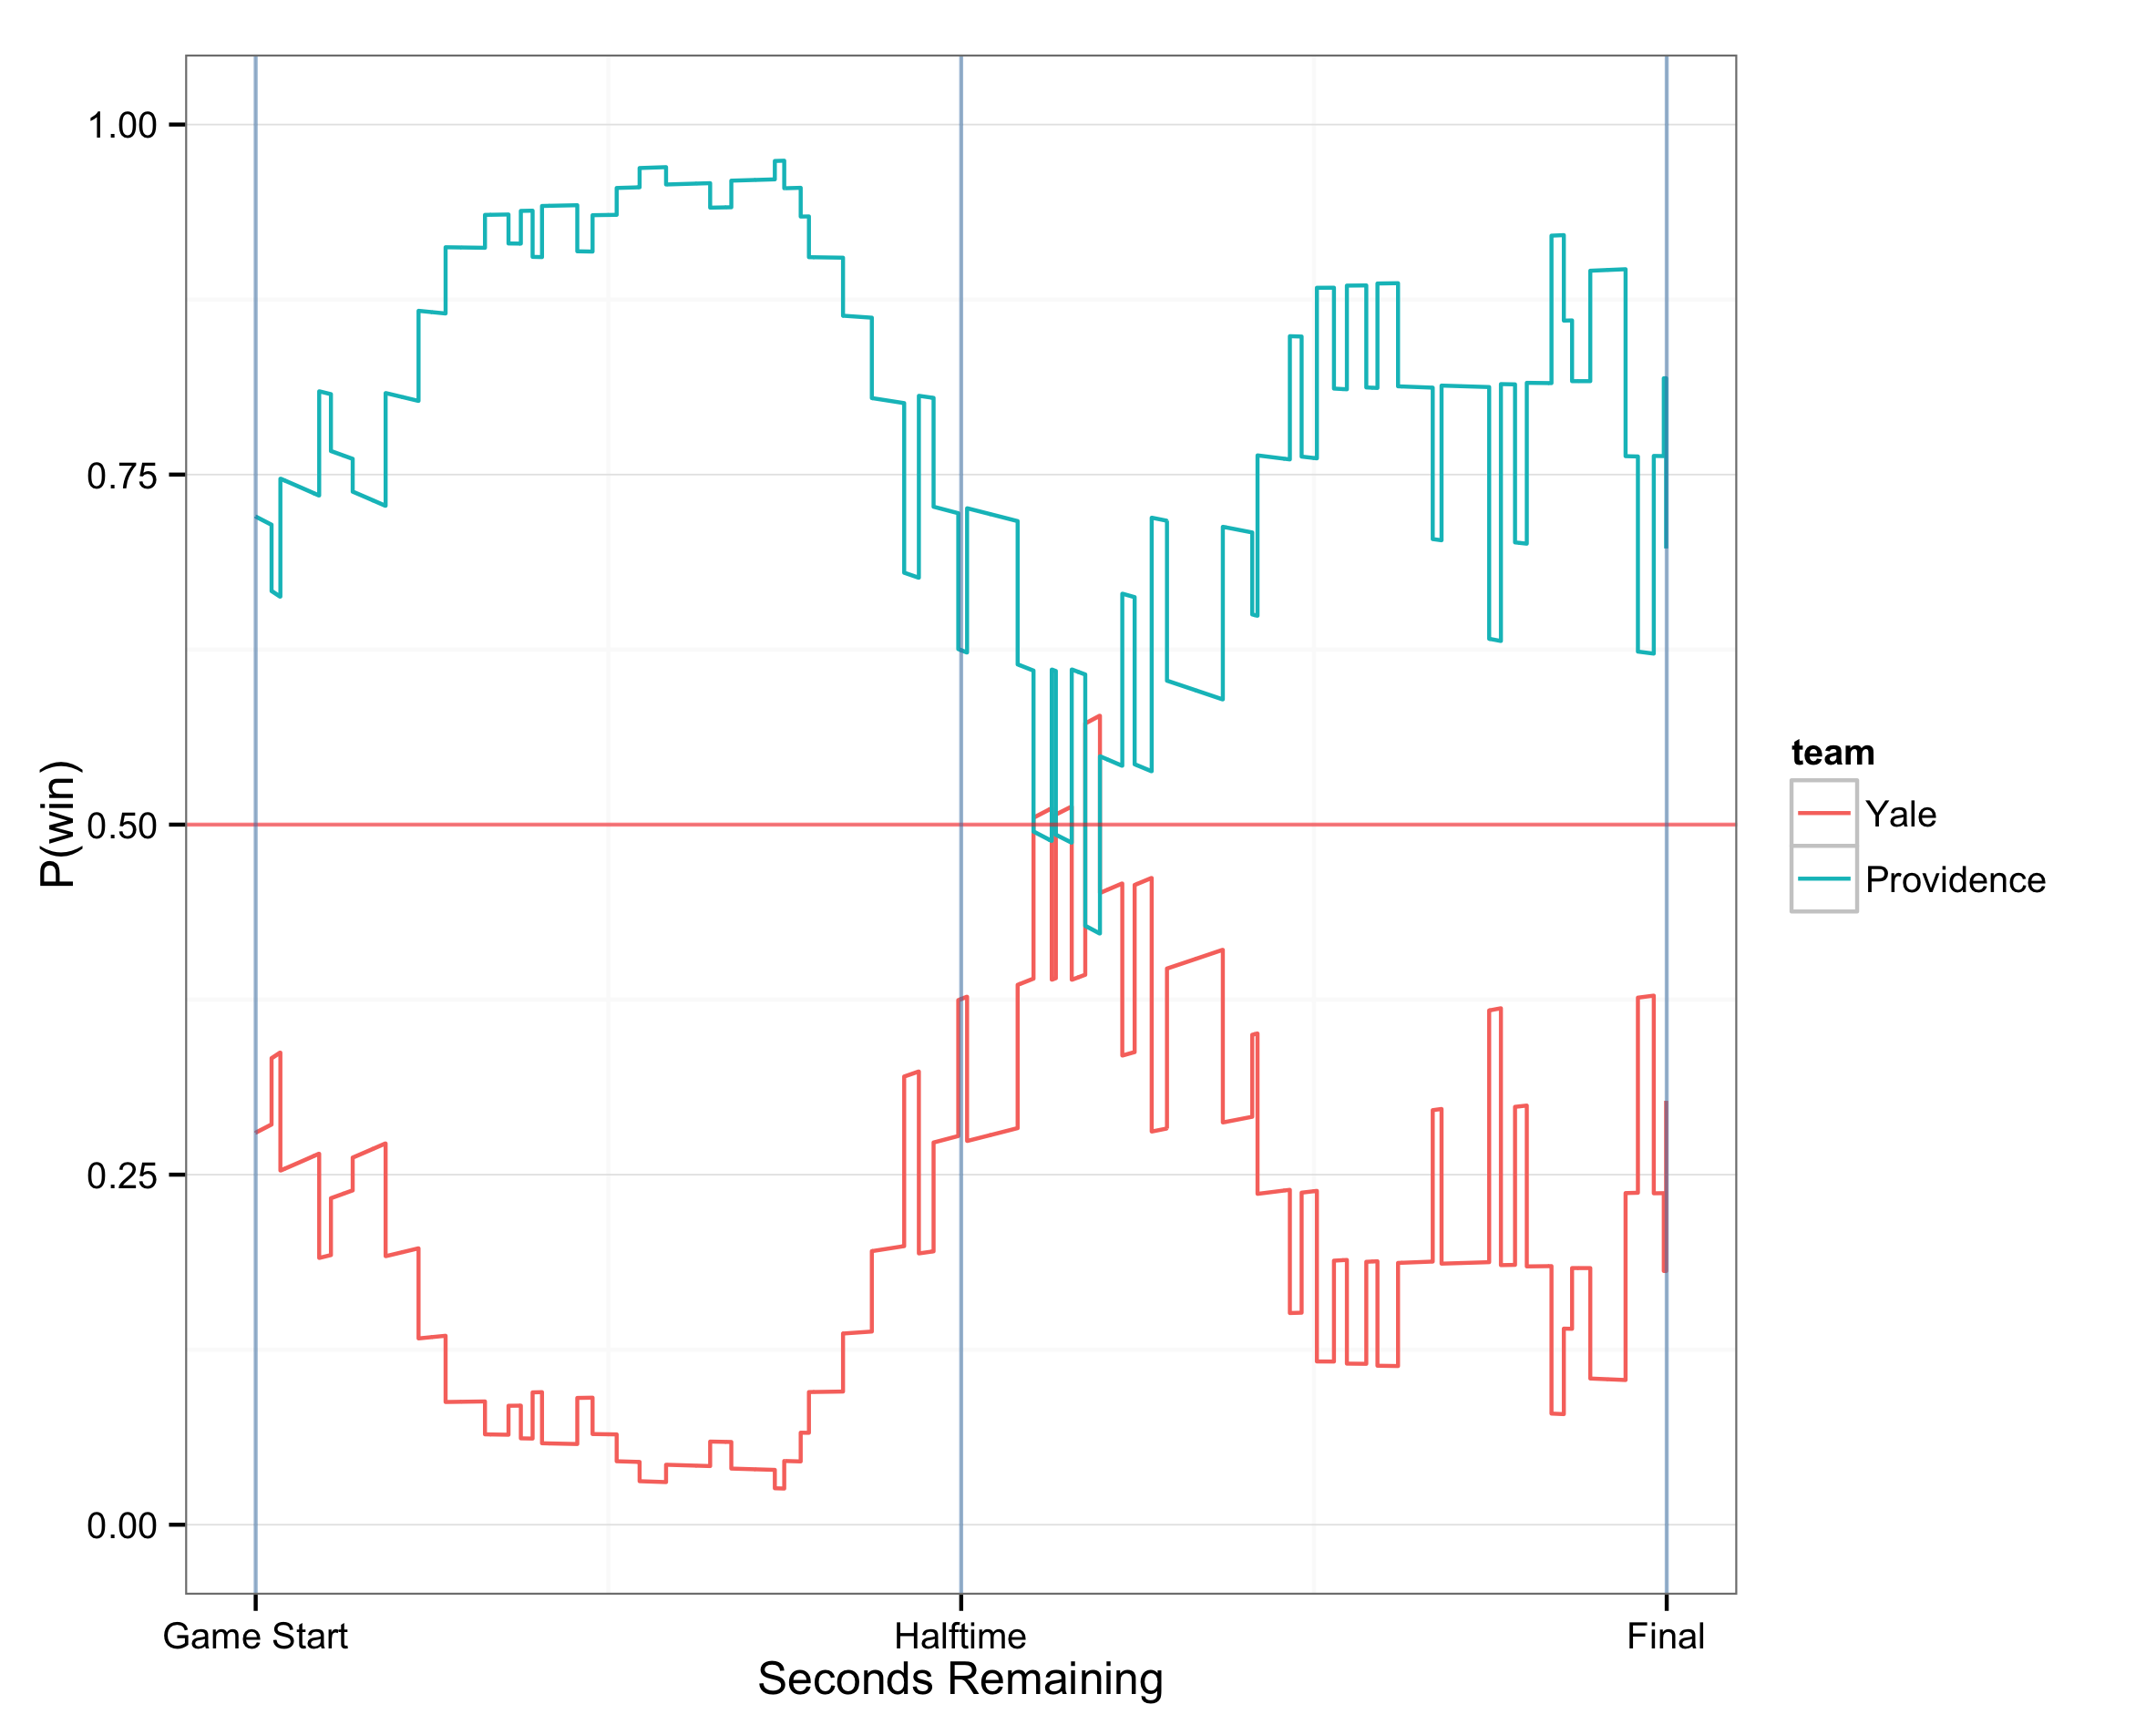 1.00
0.75
0.50
0.25
0.00
P(win)
Game Start
Halftime
Final
Seconds Remaining
team
Yale
Providence